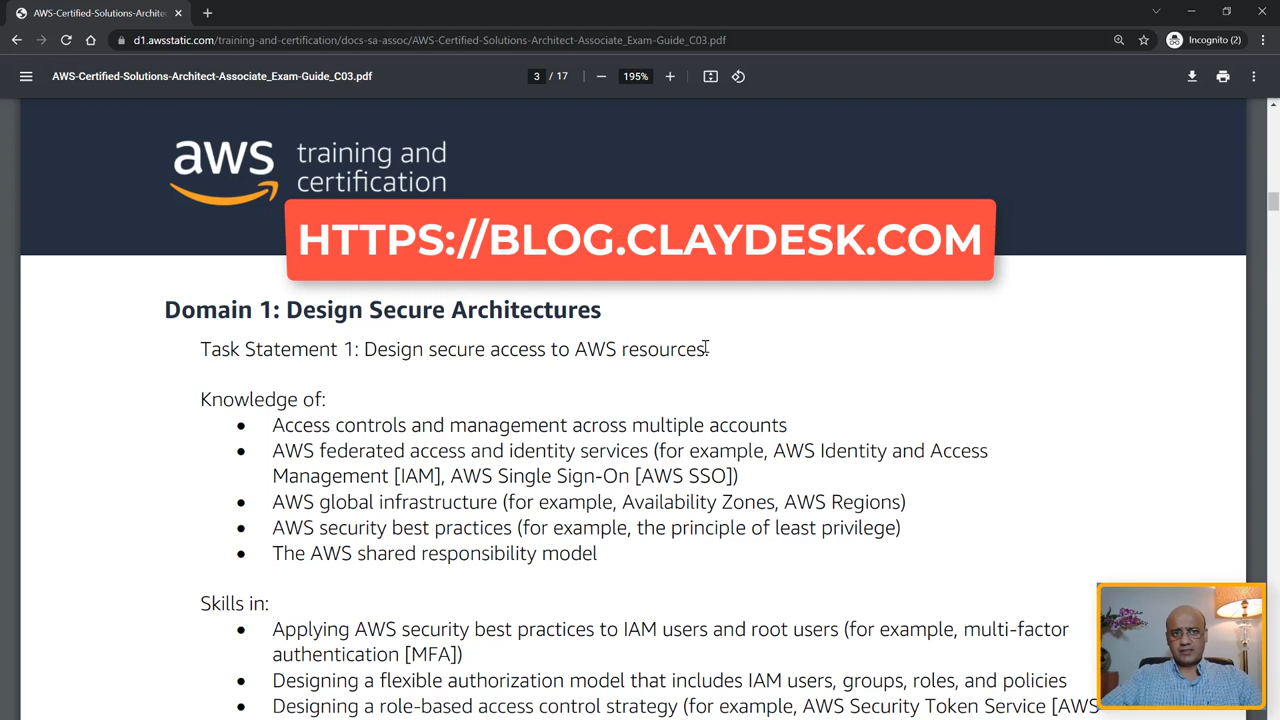 AWS-Certified-Solutions-Archite
d1.awsstatic.com/training-and-certification/docs-sa-assoc/AWS-Certified-Solutions-Architect-Associate_Exam-Guide_C03.pdf
Incognito (2)
AWS-Certified-Solutions-Architect-Associate_Exam-Guide_C03.pdf
3 / 17
195%
aws training and
certification
HTTPS://BLOG.CLAYDESK.COM
Domain 1: Design Secure Architectures
Task Statement 1: Design secure access to AWS resources.
Knowledge of:
• Access controls and management across multiple accounts
• AWS federated access and identity services (for example, AWS Identity and Access
Management [IAM], AWS Single Sign-On [AWS SSO])
• AWS global infrastructure (for example, Availability Zones, AWS Regions)
• AWS security best practices (for example, the principle of least privilege)
• The AWS shared responsibility model
Skills in:
• Applying AWS security best practices to IAM users and root users (for example, multi-factor
authentication [MFA])
• Designing a flexible authorization model that includes IAM users, groups, roles, and policies
• Designing a role-based access control strategy (for example, AWS Security Token Service [AWS